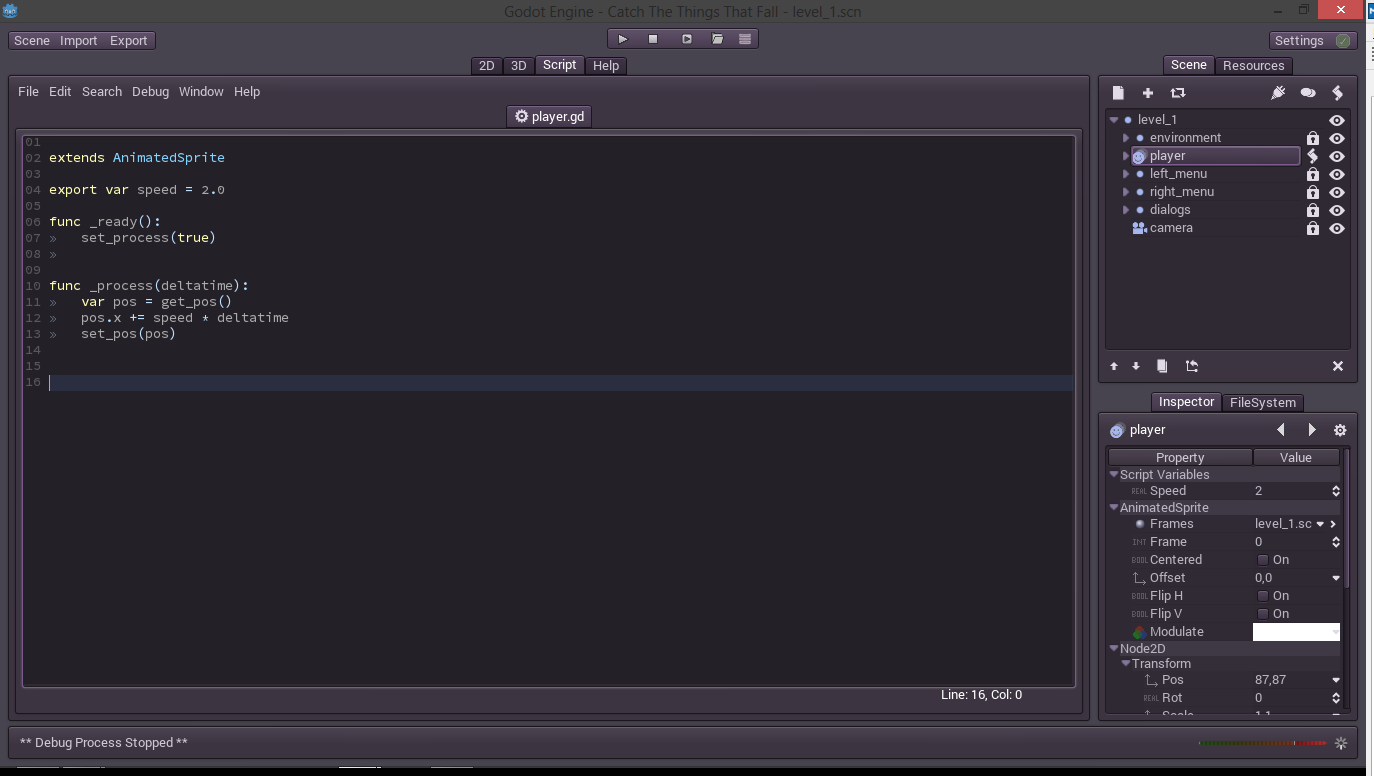 Godot Engine - Catch The Things That Fall - level_1.scn
Scene Import Export
Settings
2D 3D Script Help
Scene Resources
File Edit Search Debug Window Help
player.gd
01
02 extends AnimatedSprite
03
04 export var speed = 2.0
05
06 func _ready():
07 » set_process(true)
08 »
09
10 func _process(deltatime):
11 » var pos = get_pos()
12 » pos.x += speed * deltatime
13 » set_pos(pos)
14
15
16
Line: 16, Col: 0
level_1
environment
player
left_menu
right_menu
dialogs
camera
Inspector FileSystem
player
Property Value
Script Variables
REAL Speed 2
AnimatedSprite
Frames level_1.sc
INT Frame 0
BOOL Centered On
Offset 0,0
BOOL Flip H On
BOOL Flip V On
Modulate
Node2D
Transform
Pos 87,87
REAL Rot 0
Scale 1,1
** Debug Process Stopped **